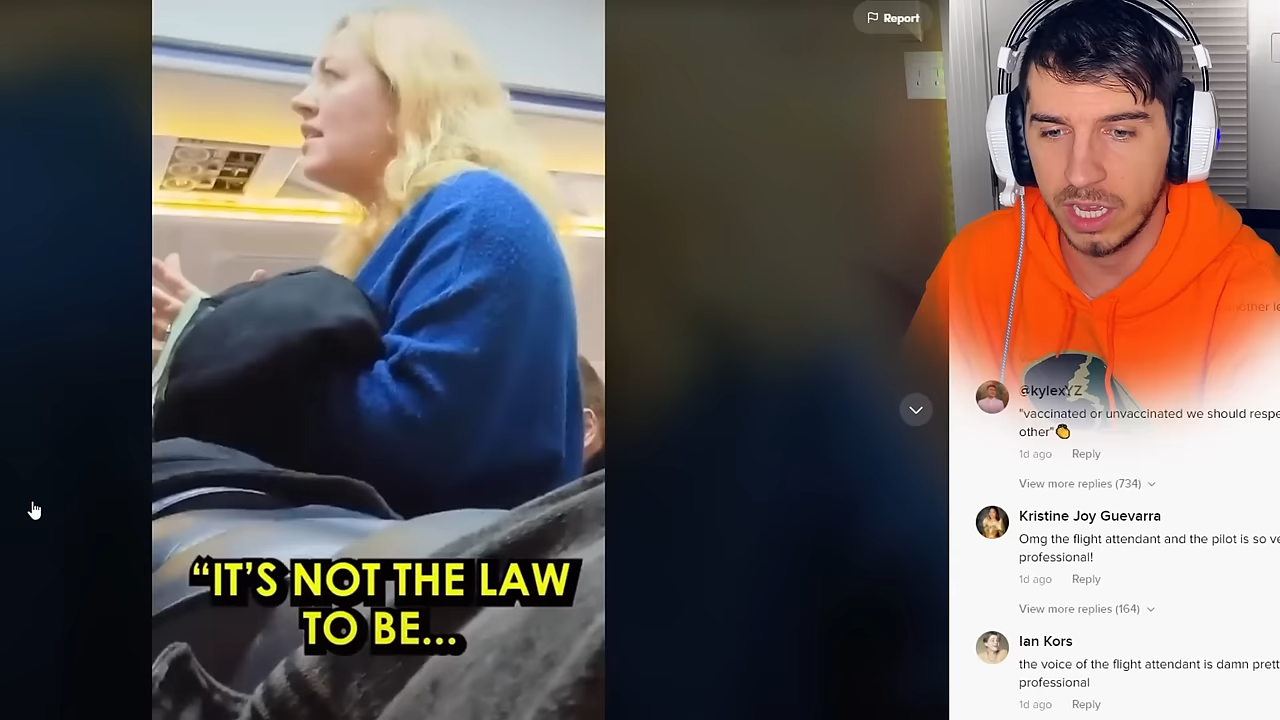 Report
“IT’S NOT THE LAW
TO BE...
@kylexYZ
"vaccinated or unvaccinated we should respe
other"
1d ago Reply
View more replies (734)
Kristine Joy Guevarra
Omg the flight attendant and the pilot is so ve
professional!
1d ago Reply
View more replies (164)
Ian Kors
the voice of the flight attendant is damn prett
professional
1d ago Reply